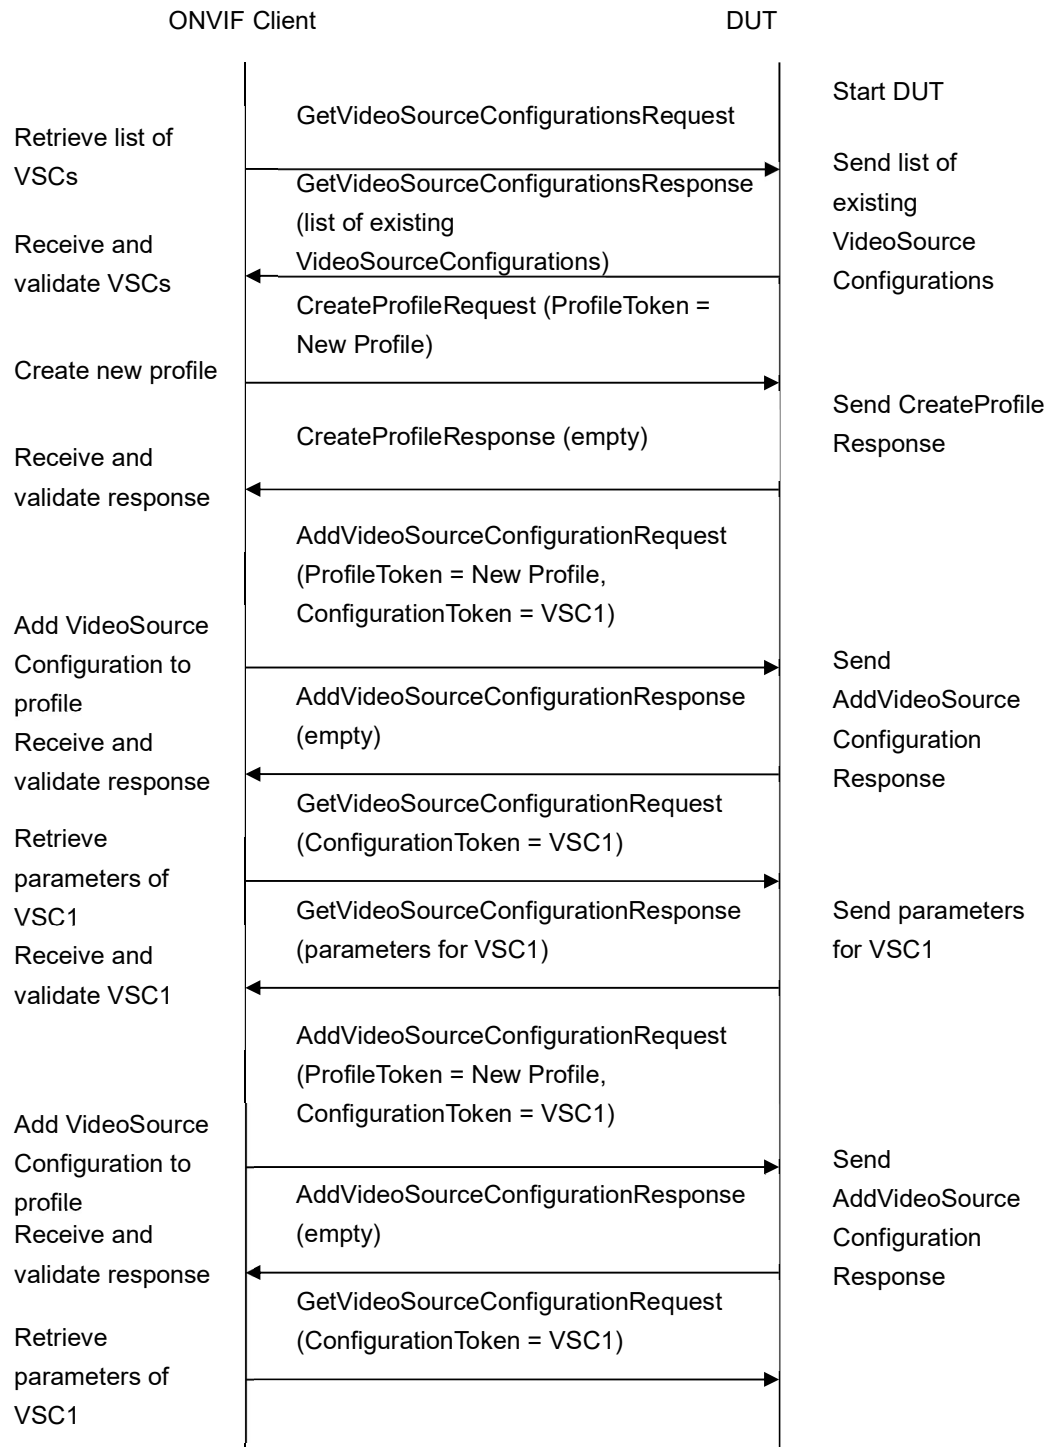 ONVIF Client
DUT
Start DUT
GetVideoSourceConfigurationsRequest
Retrieve list of
VSCs
Send list of
existing
VideoSource
Configurations
GetVideoSourceConfigurationsResponse
(list of existing
VideoSourceConfigurations)
Receive and
validate VSCs
CreateProfileRequest (ProfileToken =
New Profile)
Create new profile
Send CreateProfile
Response
CreateProfileResponse (empty)
Receive and
validate response
AddVideoSourceConfigurationRequest
(ProfileToken = New Profile,
ConfigurationToken = VSC1)
Add VideoSource
Configuration to
profile
Send
AddVideoSource
Configuration
Response
AddVideoSourceConfigurationResponse
(empty)
Receive and
validate response
GetVideoSourceConfigurationRequest
(ConfigurationToken = VSC1)
Retrieve
parameters of
VSC1
Send parameters
for VSC1
GetVideoSourceConfigurationResponse
(parameters for VSC1)
Receive and
validate VSC1
AddVideoSourceConfigurationRequest
(ProfileToken = New Profile,
ConfigurationToken = VSC1)
Add VideoSource
Configuration to
profile
Send
AddVideoSource
Configuration
Response
AddVideoSourceConfigurationResponse
(empty)
Receive and
validate response
GetVideoSourceConfigurationRequest
(ConfigurationToken = VSC1)
Retrieve
parameters of
VSC1